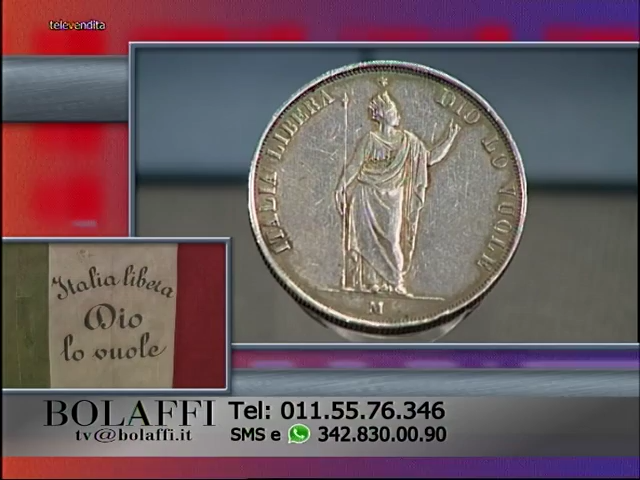 televendita
ITALIA LIBERA DIO LO VUOLE
M
Italia libera
Dio
lo vuole
BOLAFFI Tel: 011.55.76.346
tv@bolaffi.it SMS e 342.830.00.90